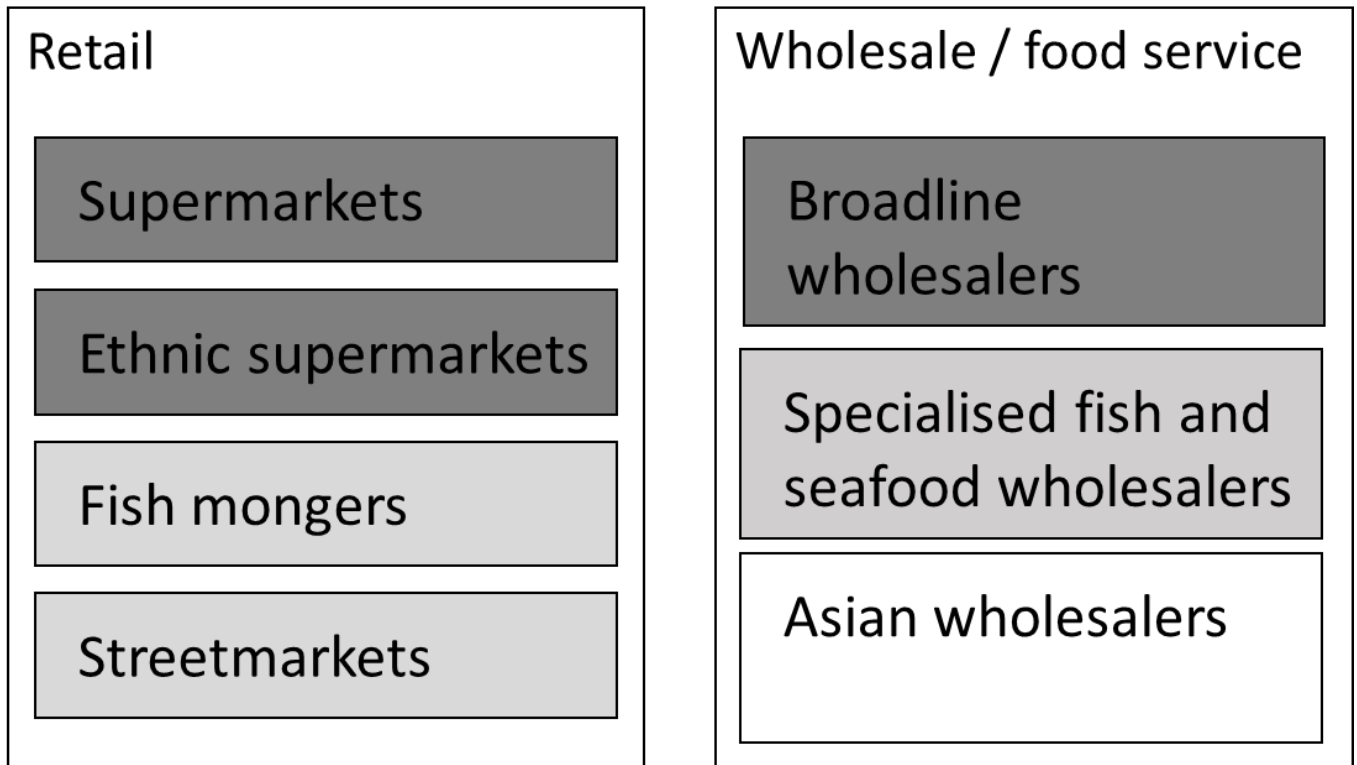 Retail
Supermarkets
Ethnic supermarkets
Fish mongers
Streetmarkets
Wholesale / food service
Broadline
wholesalers
Specialised fish and
seafood wholesalers
Asian wholesalers